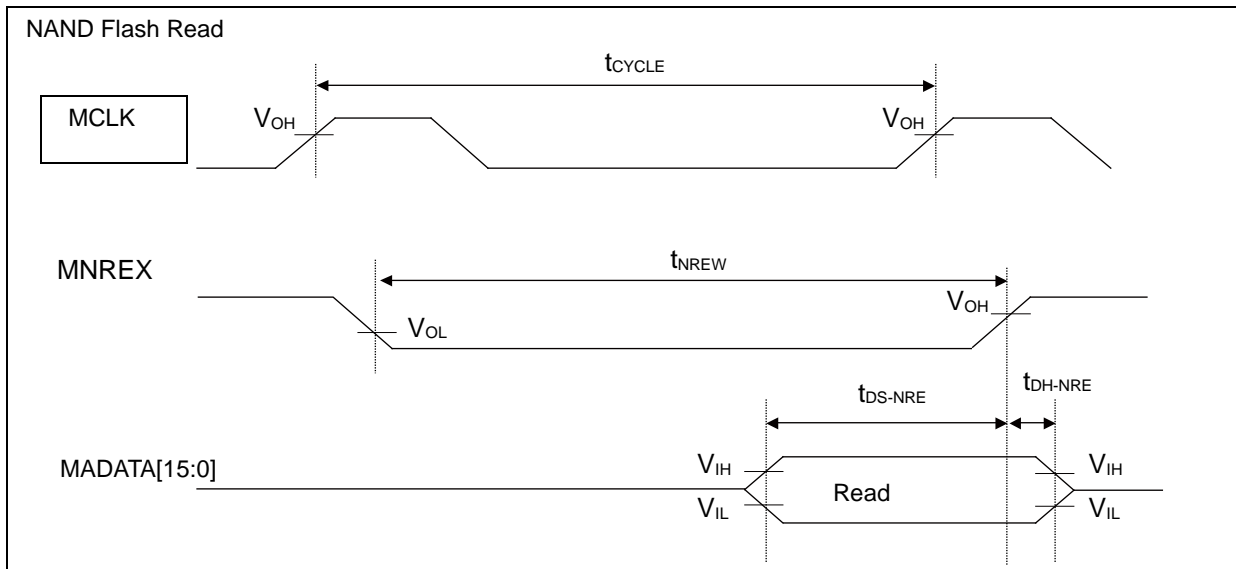 NAND Flash Read
tCYCLE
MCLK
VOH
VOH
MNREX
tNREW
VOL
VOH
tDS-NRE
tDH-NRE
MADATA[15:0]
VIH
VIH
Read
VIL
VIL